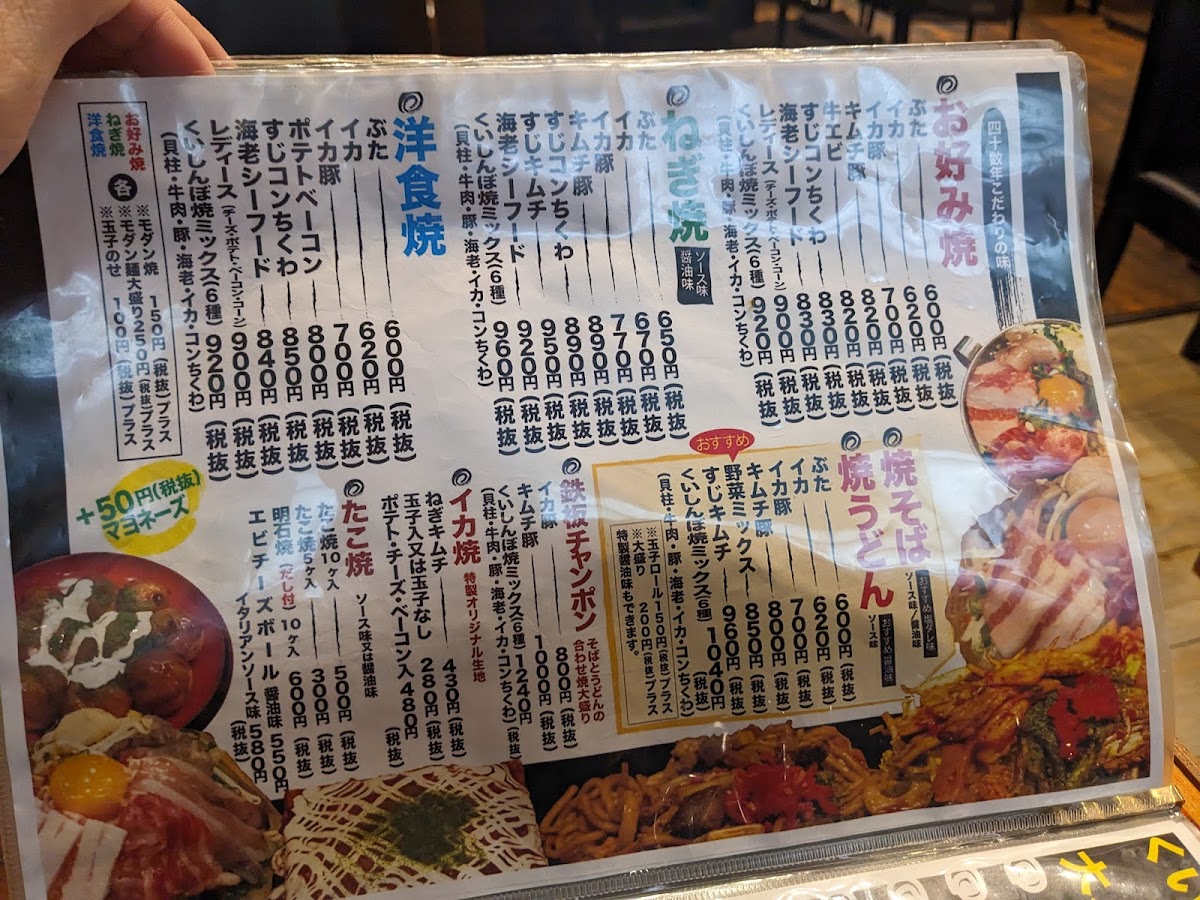 四十数年こだわりの味
お好み焼
ぶた 600円(税抜)
イカ 620円(税抜)
イカ豚 700円(税抜)
キムチ豚 820円(税抜)
牛エビ 820円(税抜)
すじコンちくわ 830円(税抜)
海老シーフード 830円(税抜)
レディース(チーズ・ポテト・ベーコン・コーン) 900円(税抜)
くいしんぼ焼ミックス(6種) 920円(税抜)
(貝柱・牛肉・豚・海老・イカ・コンちくわ)
ねぎ焼 ソース味 醤油味
ぶた 650円(税抜)
イカ 670円(税抜)
イカ豚 770円(税抜)
キムチ豚 890円(税抜)
すじコンちくわ 890円(税抜)
すじキムチ 950円(税抜)
海老シーフード (税抜)
くいしんぼ焼ミックス(6種) 960円(税抜)
(貝柱・牛肉・豚・海老・イカ・コンちくわ)
洋食焼
ぶた 600円(税抜)
イカ 620円(税抜)
イカ豚 700円(税抜)
ポテトベーコン 800円(税抜)
すじコンちくわ 850円(税抜)
海老シーフード 840円(税抜)
レディース(チーズ・ポテト・ベーコン・コーン) 900円(税抜)
くいしんぼ焼ミックス(6種) 920円(税抜)
(貝柱・牛肉・豚・海老・イカ・コンちくわ)
お好み焼
ねぎ焼
洋食焼
各
※モダン焼 150円(税抜)プラス
※モダン麺大盛り250円(税抜)プラス
※玉子のせ 100円(税抜)プラス
焼そば おすすめ 塩ダレ味 ソース味/醤油味
焼うどん おすすめ 醤油味 ソース味
ぶた 600円(税抜)
イカ 620円(税抜)
イカ豚 700円(税抜)
キムチ豚 800円(税抜)
おすすめ
野菜ミックス 850円(税抜)
すじキムチ 960円(税抜)
くいしんぼ焼ミックス(6種) 1040円(税抜)
(貝柱・牛肉・豚・海老・イカ・コンちくわ)
※玉子ロール150円(税抜)プラス
※大盛り 200円(税抜)プラス
特製醤油味もできます。
鉄板チャンポン そばとうどんの合わせ焼大盛り
イカ豚 800円(税抜)
キムチ豚 1000円(税抜)
くいしんぼ焼ミックス(6種) 1240円(税抜)
(貝柱・牛肉・豚・海老・イカ・コンちくわ)
イカ焼 特製オリジナル生地
ねぎキムチ 430円(税抜)
玉子入又は玉子なし 280円(税抜)
ポテト・チーズ・ベーコン入 480円(税抜)
たこ焼 ソース味又は醤油味
たこ焼10ヶ入 500円(税抜)
たこ焼5ヶ入 300円(税抜)
明石焼(だし付)10ヶ入 600円(税抜)
エビチーズボール 醤油味 550円(税抜)
イタリアンソース味 580円(税抜)
+50円(税抜)
マヨネーズ